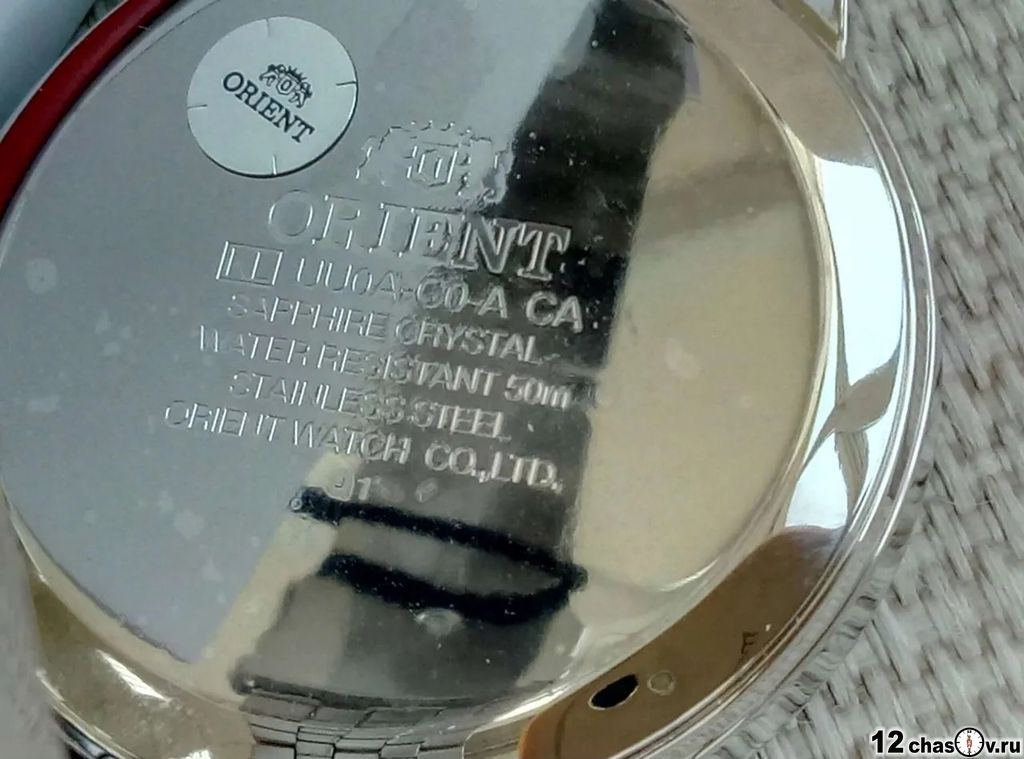 ORIENT
ORIENT
UU0A-C0-A CA
SAPPHIRE CRYSTAL
WATER RESISTANT 50m
STAINLESS STEEL
ORIENT WATCH CO.,LTD.
F
12chasov.ru